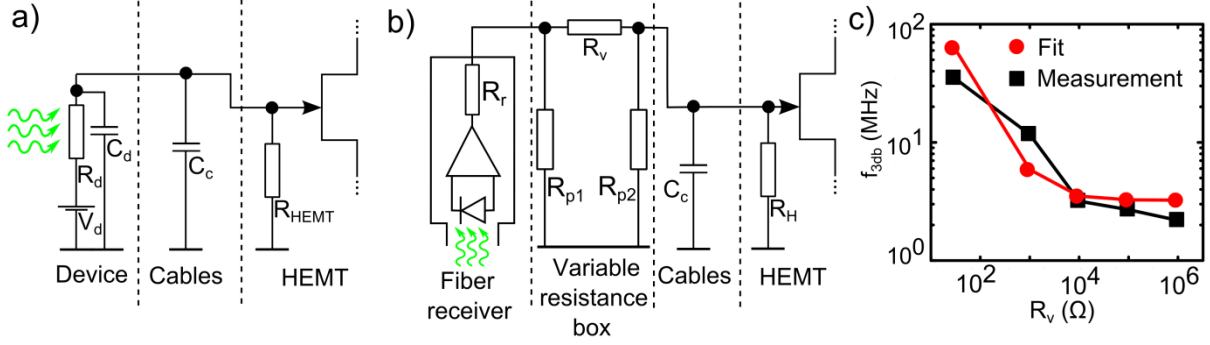 a)
C_d
R_d
V_d
C_c
R_HEMT
Device
Cables
HEMT
b)
R_r
R_v
R_p1
R_p2
C_c
R_H
Fiber
receiver
Variable
resistance
box
Cables
HEMT
c)
f_3db (MHz)
10^2
10^1
10^0
Fit
Measurement
10^2
10^4
10^6
R_v (Ω)